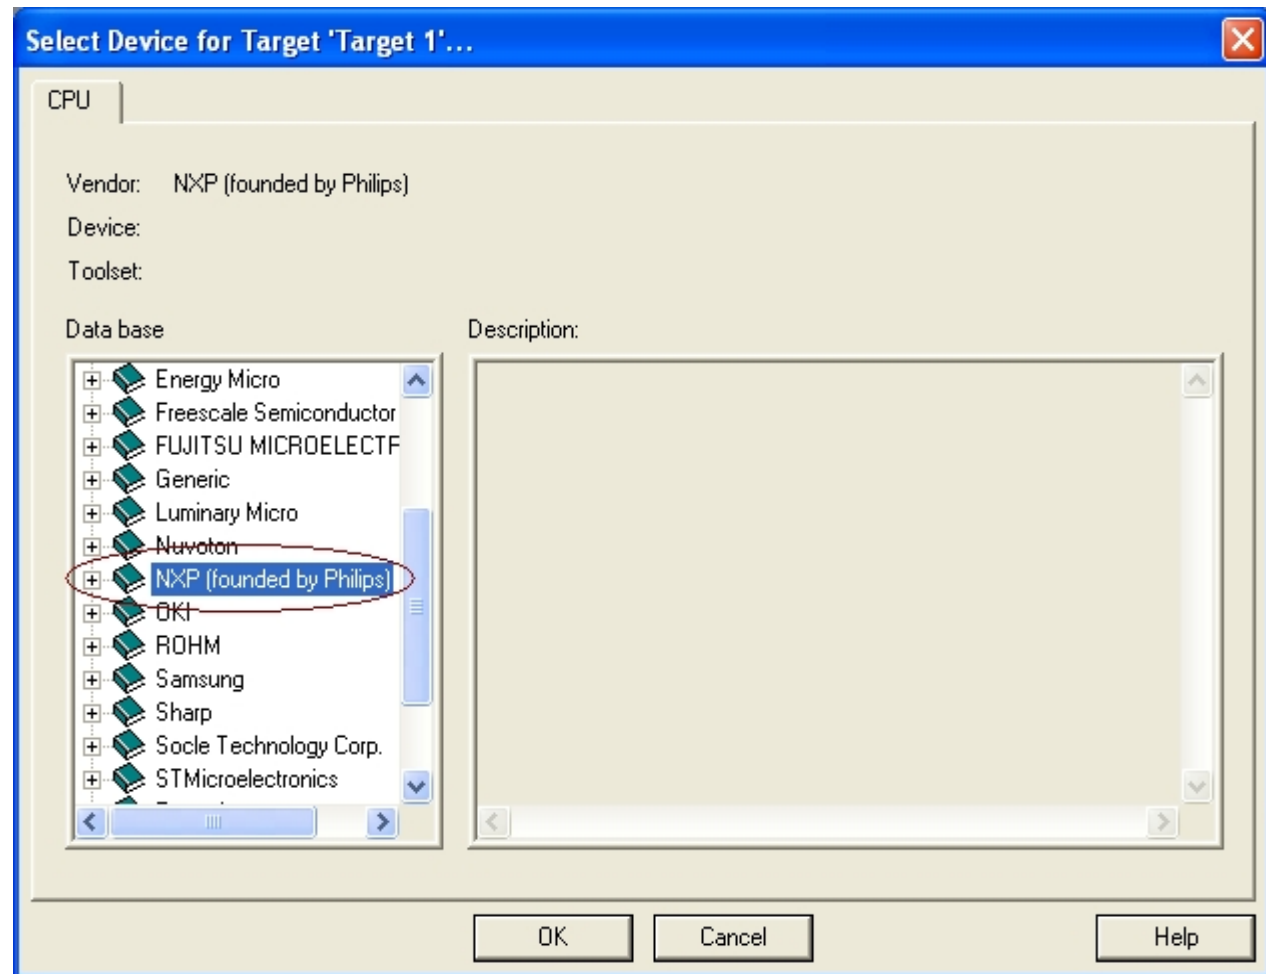 Select Device for Target 'Target 1'...
CPU
Vendor: NXP (founded by Philips)
Device:
Toolset:
Data base
Description:
Energy Micro
Freescale Semiconductor
FUJITSU MICROELECTF
Generic
Luminary Micro
Nuvoton
NXP (founded by Philips)
OKI
ROHM
Samsung
Sharp
Socle Technology Corp.
STMicroelectronics
OK
Cancel
Help